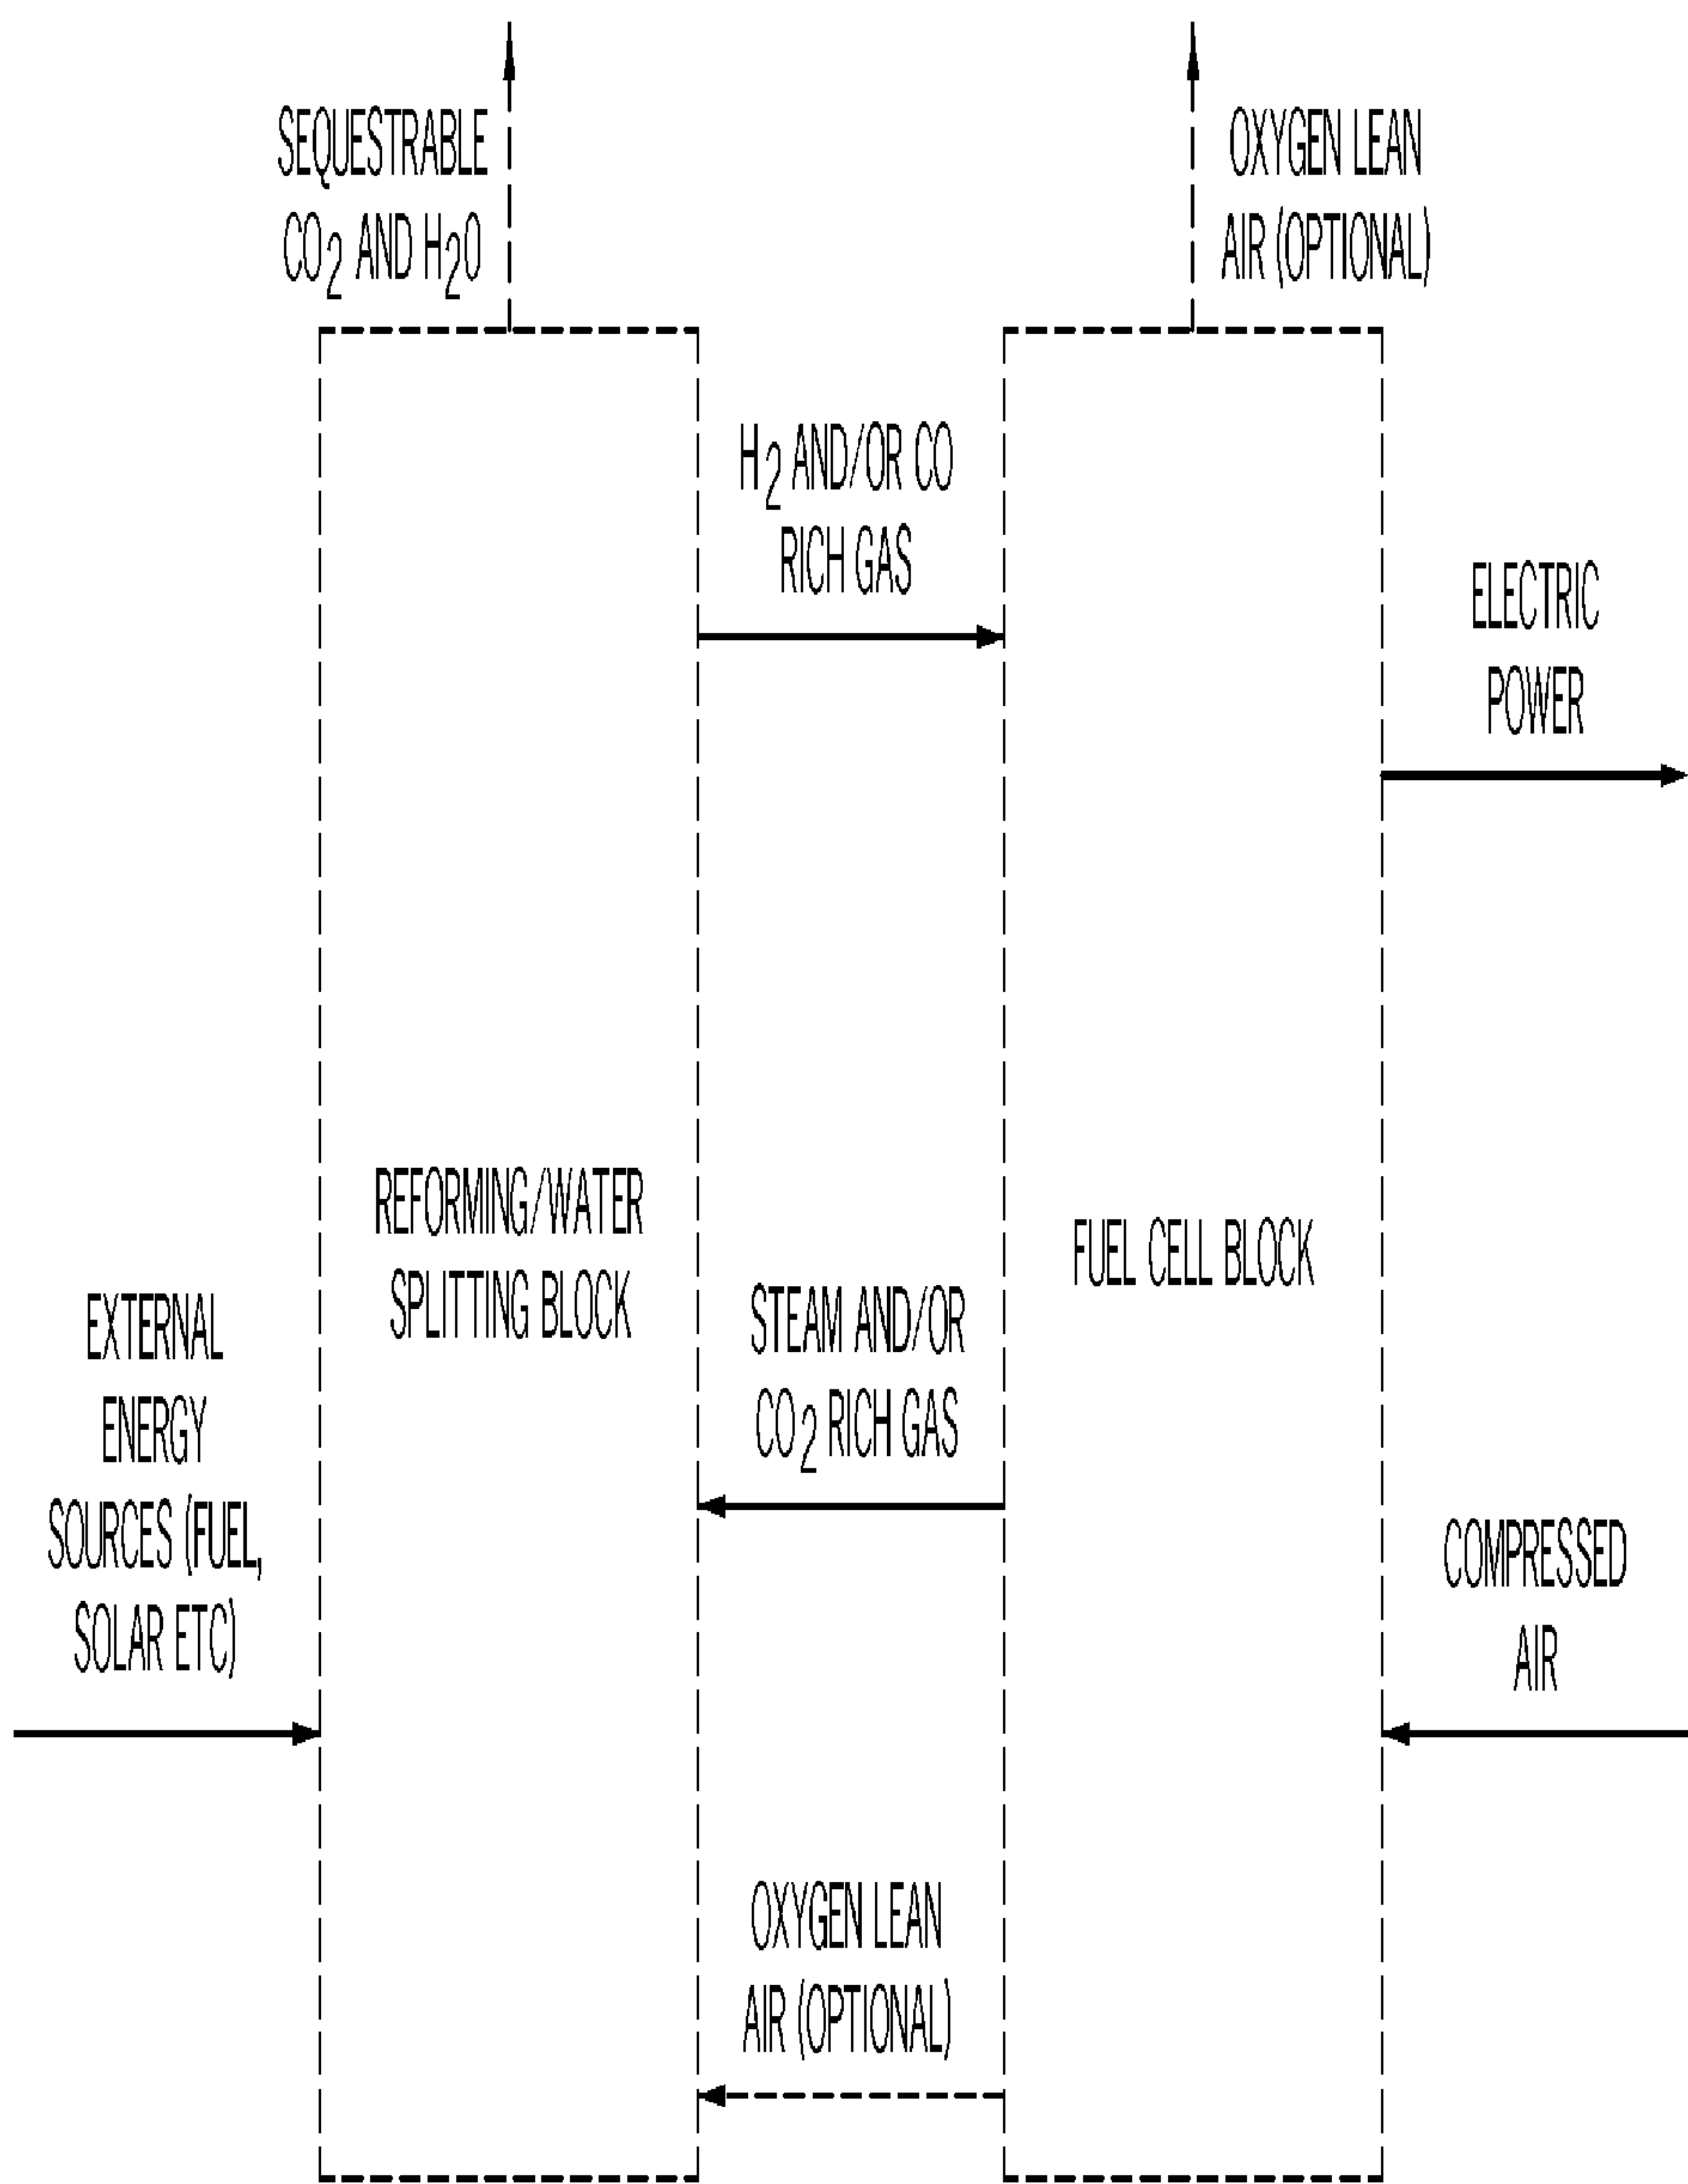 SEQUESTRABLE
CO2 AND H2O
OXYGEN LEAN
AIR (OPTIONAL)
H2 AND/OR CO
RICH GAS
ELECTRIC
POWER
REFORMING/WATER
SPLITTING BLOCK
FUEL CELL BLOCK
EXTERNAL
ENERGY
SOURCES (FUEL,
SOLAR ETC)
STEAM AND/OR
CO2 RICH GAS
COMPRESSED
AIR
OXYGEN LEAN
AIR (OPTIONAL)